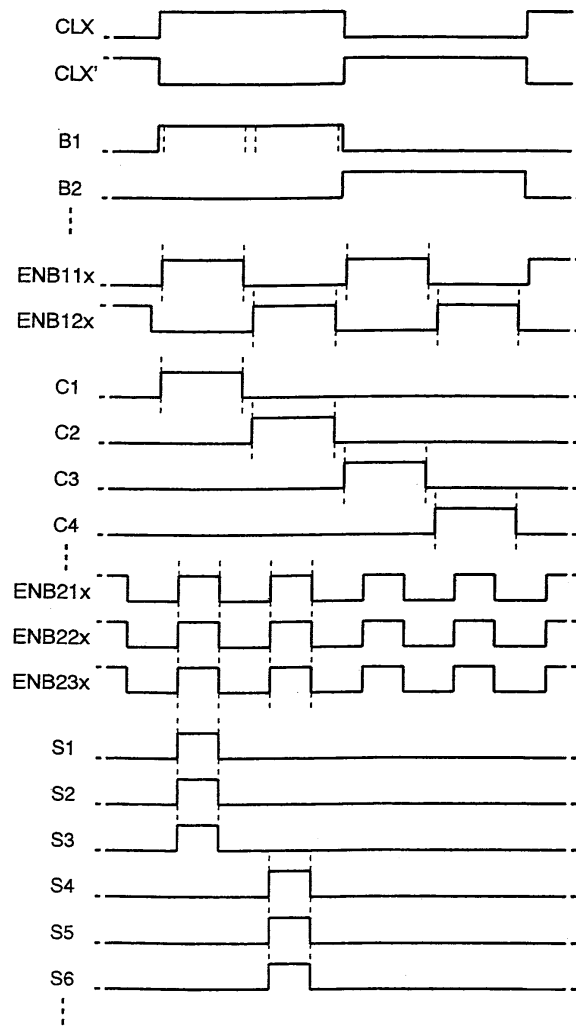 CLX
CLX'
B1
B2
ENB11x
ENB12x
C1
C2
C3
C4
ENB21x
ENB22x
ENB23x
S1
S2
S3
S4
S5
S6